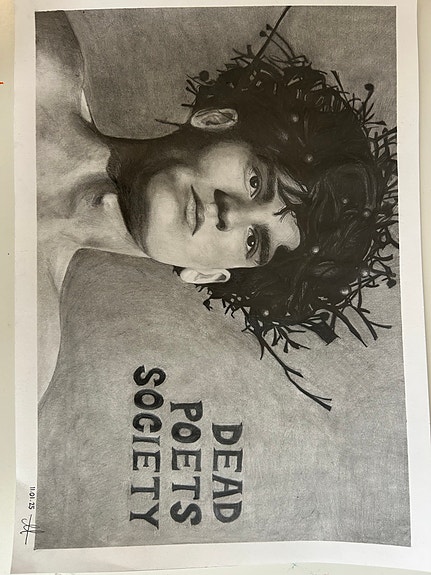 DEAD
POETS
SOCIETY
11.01.25